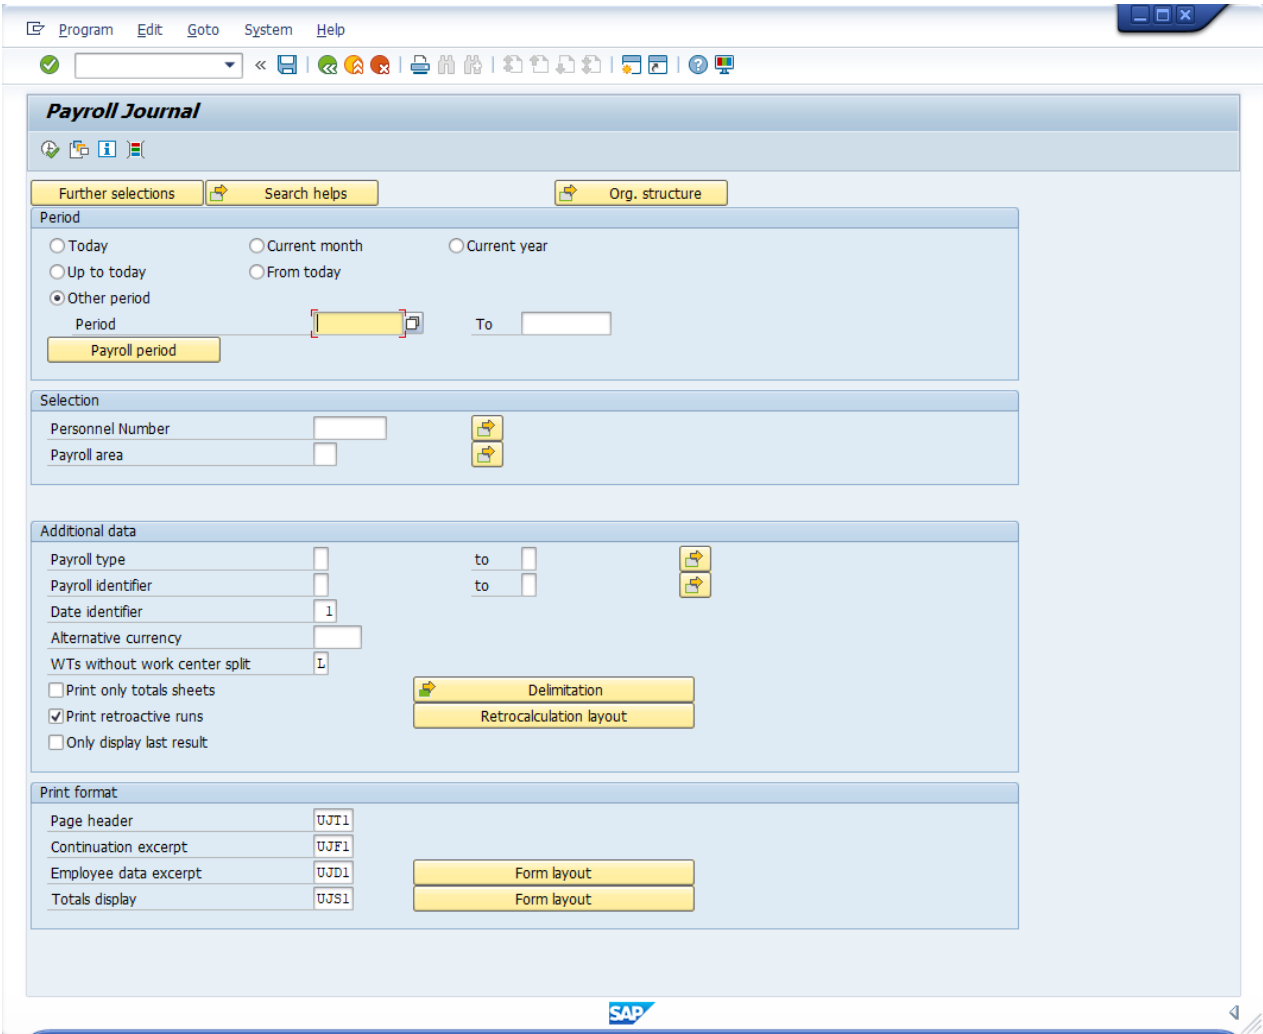 Program Edit Goto System Help
Payroll Journal
Further selections Search helps Org. structure
Period
Today Current month Current year
Up to today From today
Other period
Period To
Payroll period
Selection
Personnel Number
Payroll area
Additional data
Payroll type to
Payroll identifier to
Date identifier 1
Alternative currency
WTs without work center split L
Print only totals sheets Delimitation
Print retroactive runs Retrocalculation layout
Only display last result
Print format
Page header UJT1
Continuation excerpt UJF1
Employee data excerpt UJD1 Form layout
Totals display UJS1 Form layout
SAP